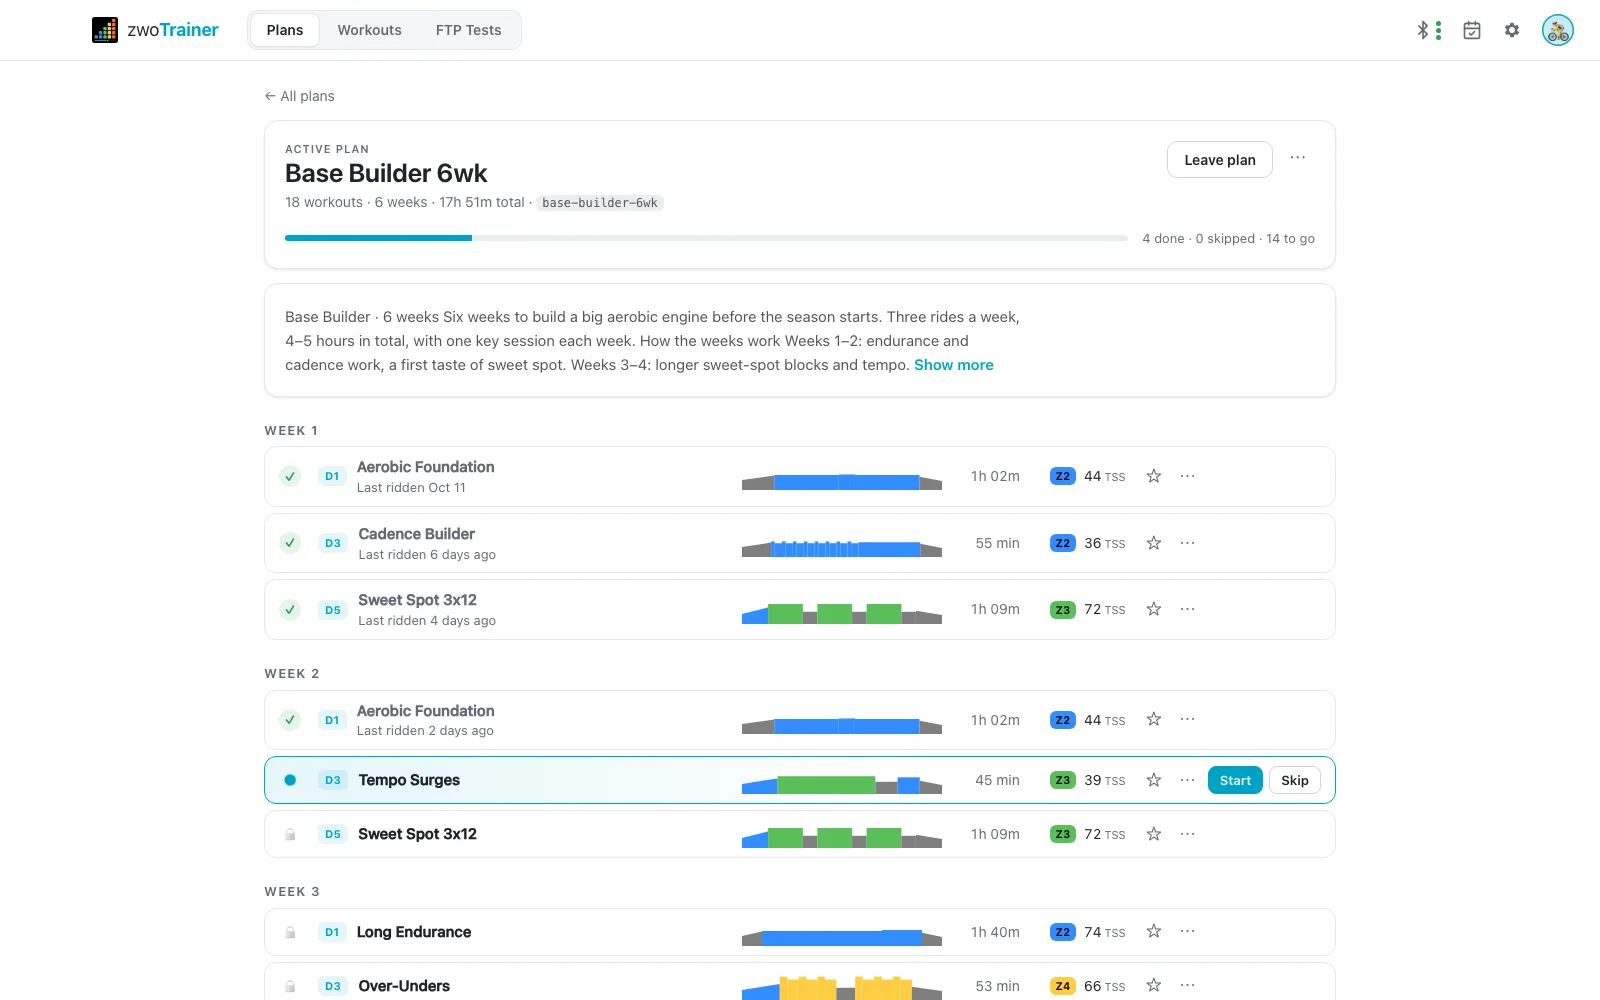 zwoTrainer
Plans
Workouts
FTP Tests
← All plans
ACTIVE PLAN
Base Builder 6wk
18 workouts · 6 weeks · 17h 51m total · base-builder-6wk
Leave plan
···
4 done · 0 skipped · 14 to go
Base Builder · 6 weeks Six weeks to build a big aerobic engine before the season starts. Three rides a week,
4–5 hours in total, with one key session each week. How the weeks work Weeks 1–2: endurance and
cadence work, a first taste of sweet spot. Weeks 3–4: longer sweet-spot blocks and tempo. Show more
WEEK 1
D1 Aerobic Foundation 1h 02m Z2 44 TSS ···
Last ridden Oct 11
D3 Cadence Builder 55 min Z2 36 TSS ···
Last ridden 6 days ago
D5 Sweet Spot 3x12 1h 09m Z3 72 TSS ···
Last ridden 4 days ago
WEEK 2
D1 Aerobic Foundation 1h 02m Z2 44 TSS ···
Last ridden 2 days ago
D3 Tempo Surges 45 min Z3 39 TSS ··· Start Skip
D5 Sweet Spot 3x12 1h 09m Z3 72 TSS ···
WEEK 3
D1 Long Endurance 1h 40m Z2 74 TSS ···
D3 Over-Unders 53 min Z4 66 TSS ···